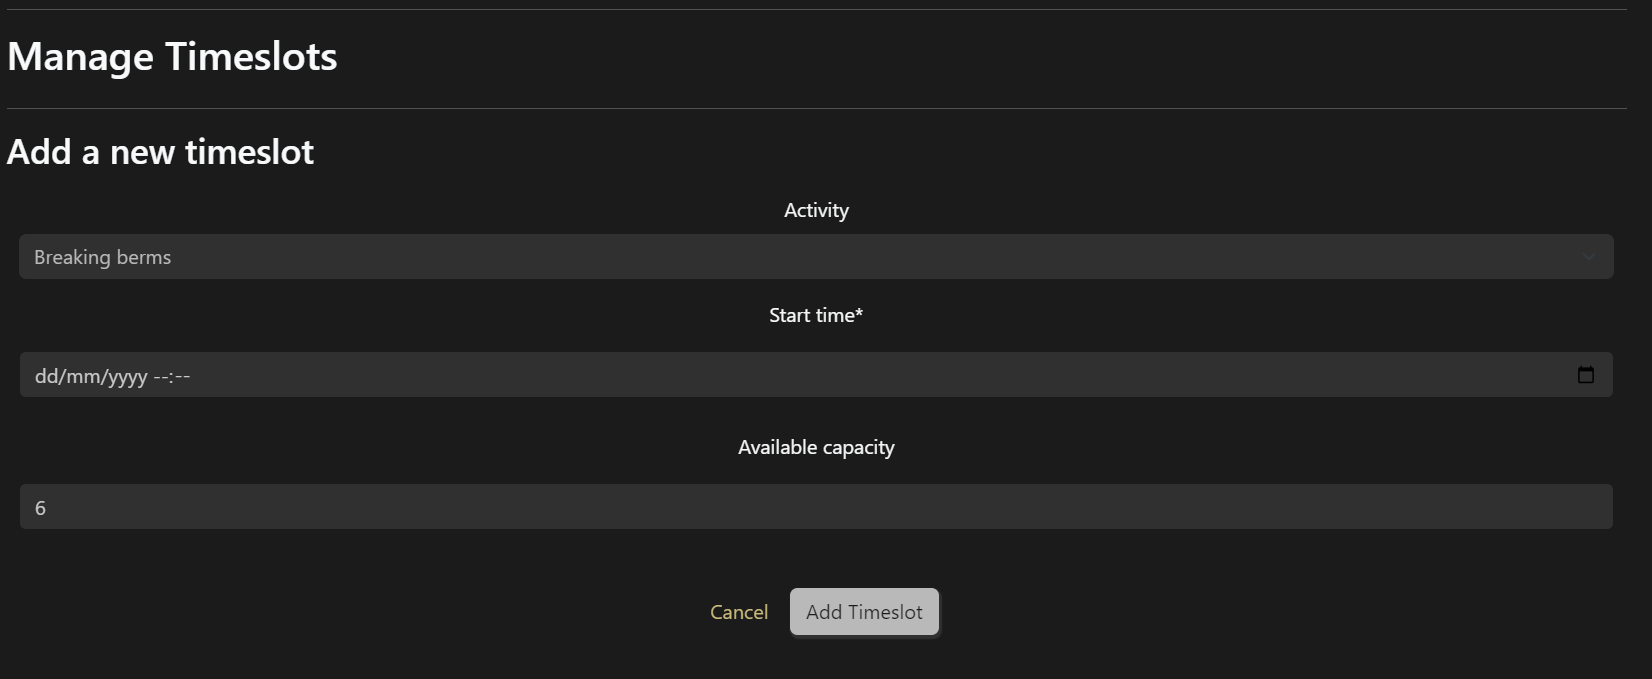 Manage Timeslots
Add a new timeslot
Activity
Breaking berms
Start time*
dd/mm/yyyy --:--
Available capacity
6
Cancel
Add Timeslot